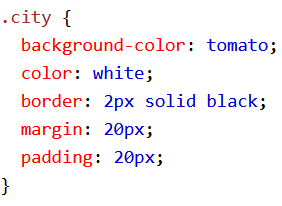 .city {
  background-color: tomato;
  color: white;
  border: 2px solid black;
  margin: 20px;
  padding: 20px;
}